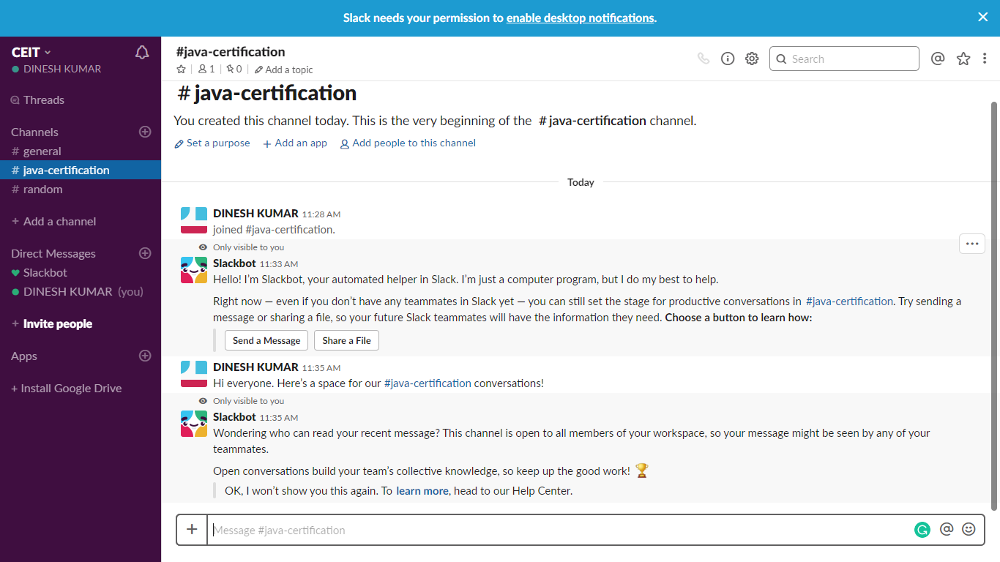 Slack needs your permission to enable desktop notifications.
CEIT
DINESH KUMAR
Threads
Channels
# general
# java-certification
# random
+ Add a channel
Direct Messages
Slackbot
DINESH KUMAR (you)
+ Invite people
Apps
+ Install Google Drive
#java-certification
1
0
Add a topic
Search
# java-certification
You created this channel today. This is the very beginning of the # java-certification channel.
Set a purpose + Add an app Add people to this channel
Today
DINESH KUMAR 11:28 AM
joined #java-certification.
Only visible to you
Slackbot 11:33 AM
Hello! I'm Slackbot, your automated helper in Slack. I'm just a computer program, but I do my best to help.
Right now — even if you don't have any teammates in Slack yet — you can still set the stage for productive conversations in #java-certification. Try sending a
message or sharing a file, so your future Slack teammates will have the information they need. Choose a button to learn how:
Send a Message Share a File
DINESH KUMAR 11:35 AM
Hi everyone. Here's a space for our #java-certification conversations!
Only visible to you
Slackbot 11:35 AM
Wondering who can read your recent message? This channel is open to all members of your workspace, so your message might be seen by any of your
teammates.
Open conversations build your team's collective knowledge, so keep up the good work! 🏆
OK, I won't show you this again. To learn more, head to our Help Center.
+ Message #java-certification